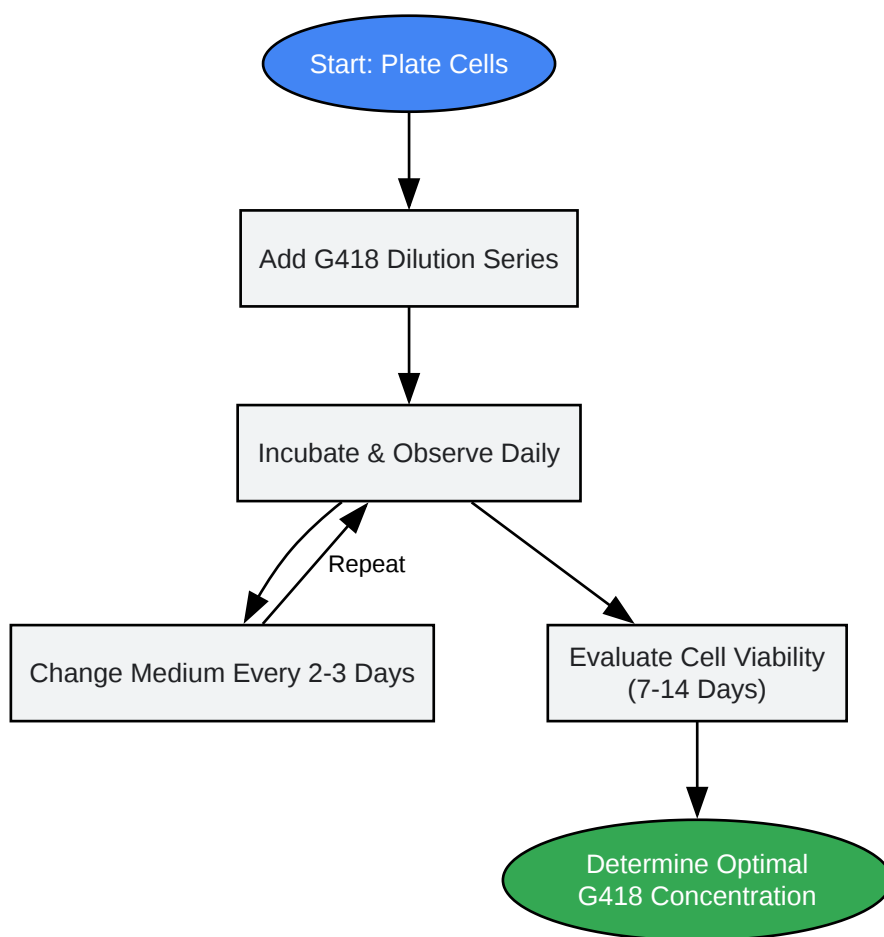 Start: Plate Cells
Add G418 Dilution Series
Incubate & Observe Daily
Repeat
Change Medium Every 2-3 Days
Evaluate Cell Viability
(7-14 Days)
Determine Optimal
G418 Concentration